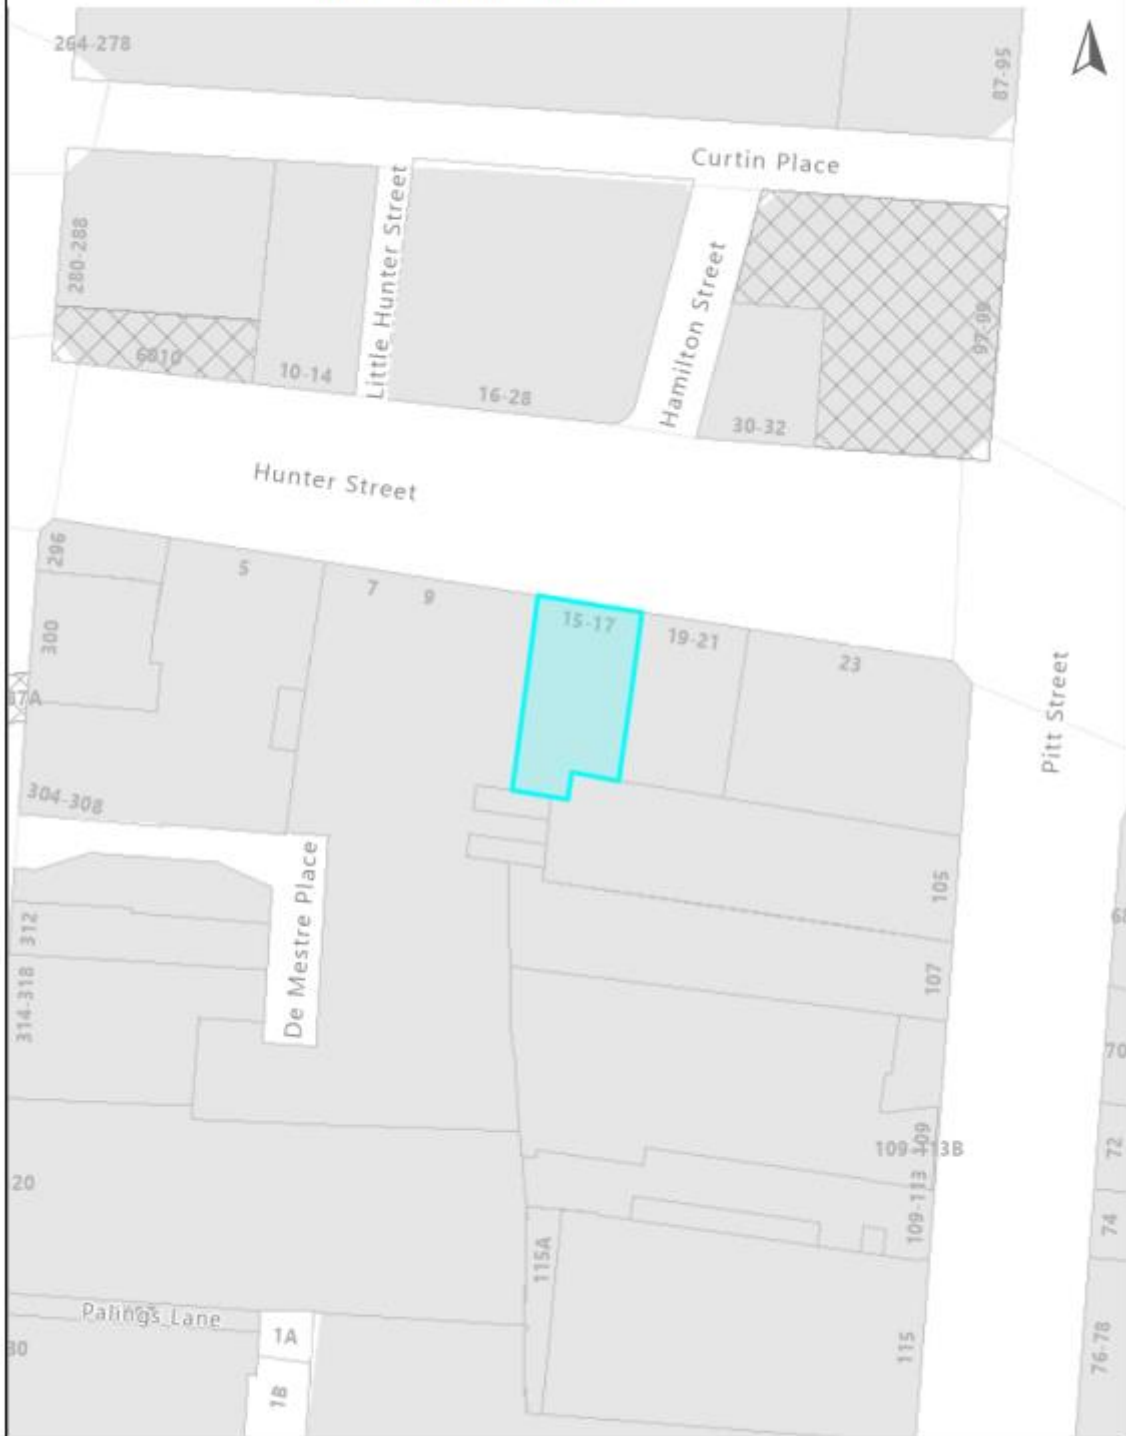 264-278
87-95
Curtin Place
280-288
Little Hunter Street
Hamilton Street
97-99
10-14
16-28
30-32
Hunter Street
296
5
7
9
15-17
19-21
23
300
Pitt Street
304-308
De Mestre Place
105
312
107
314-318
70
109
72
20
109-113
74
115A
Palings Lane
1A
115
76-78
1B